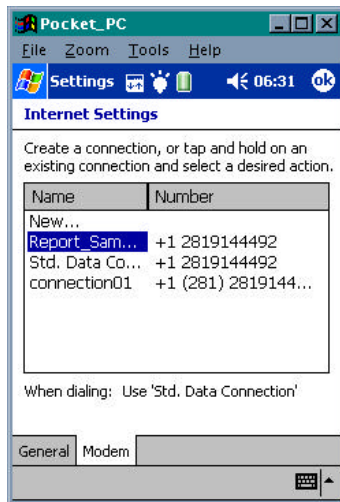 Pocket_PC
File Zoom Tools Help
Settings 06:31 ok
Internet Settings
Create a connection, or tap and hold on an
existing connection and select a desired action.
Name Number
New...
Report_Sam... +1 2819144492
Std. Data Co... +1 2819144492
connection01 +1 (281) 2819144...
When dialing: Use 'Std. Data Connection'
General Modem